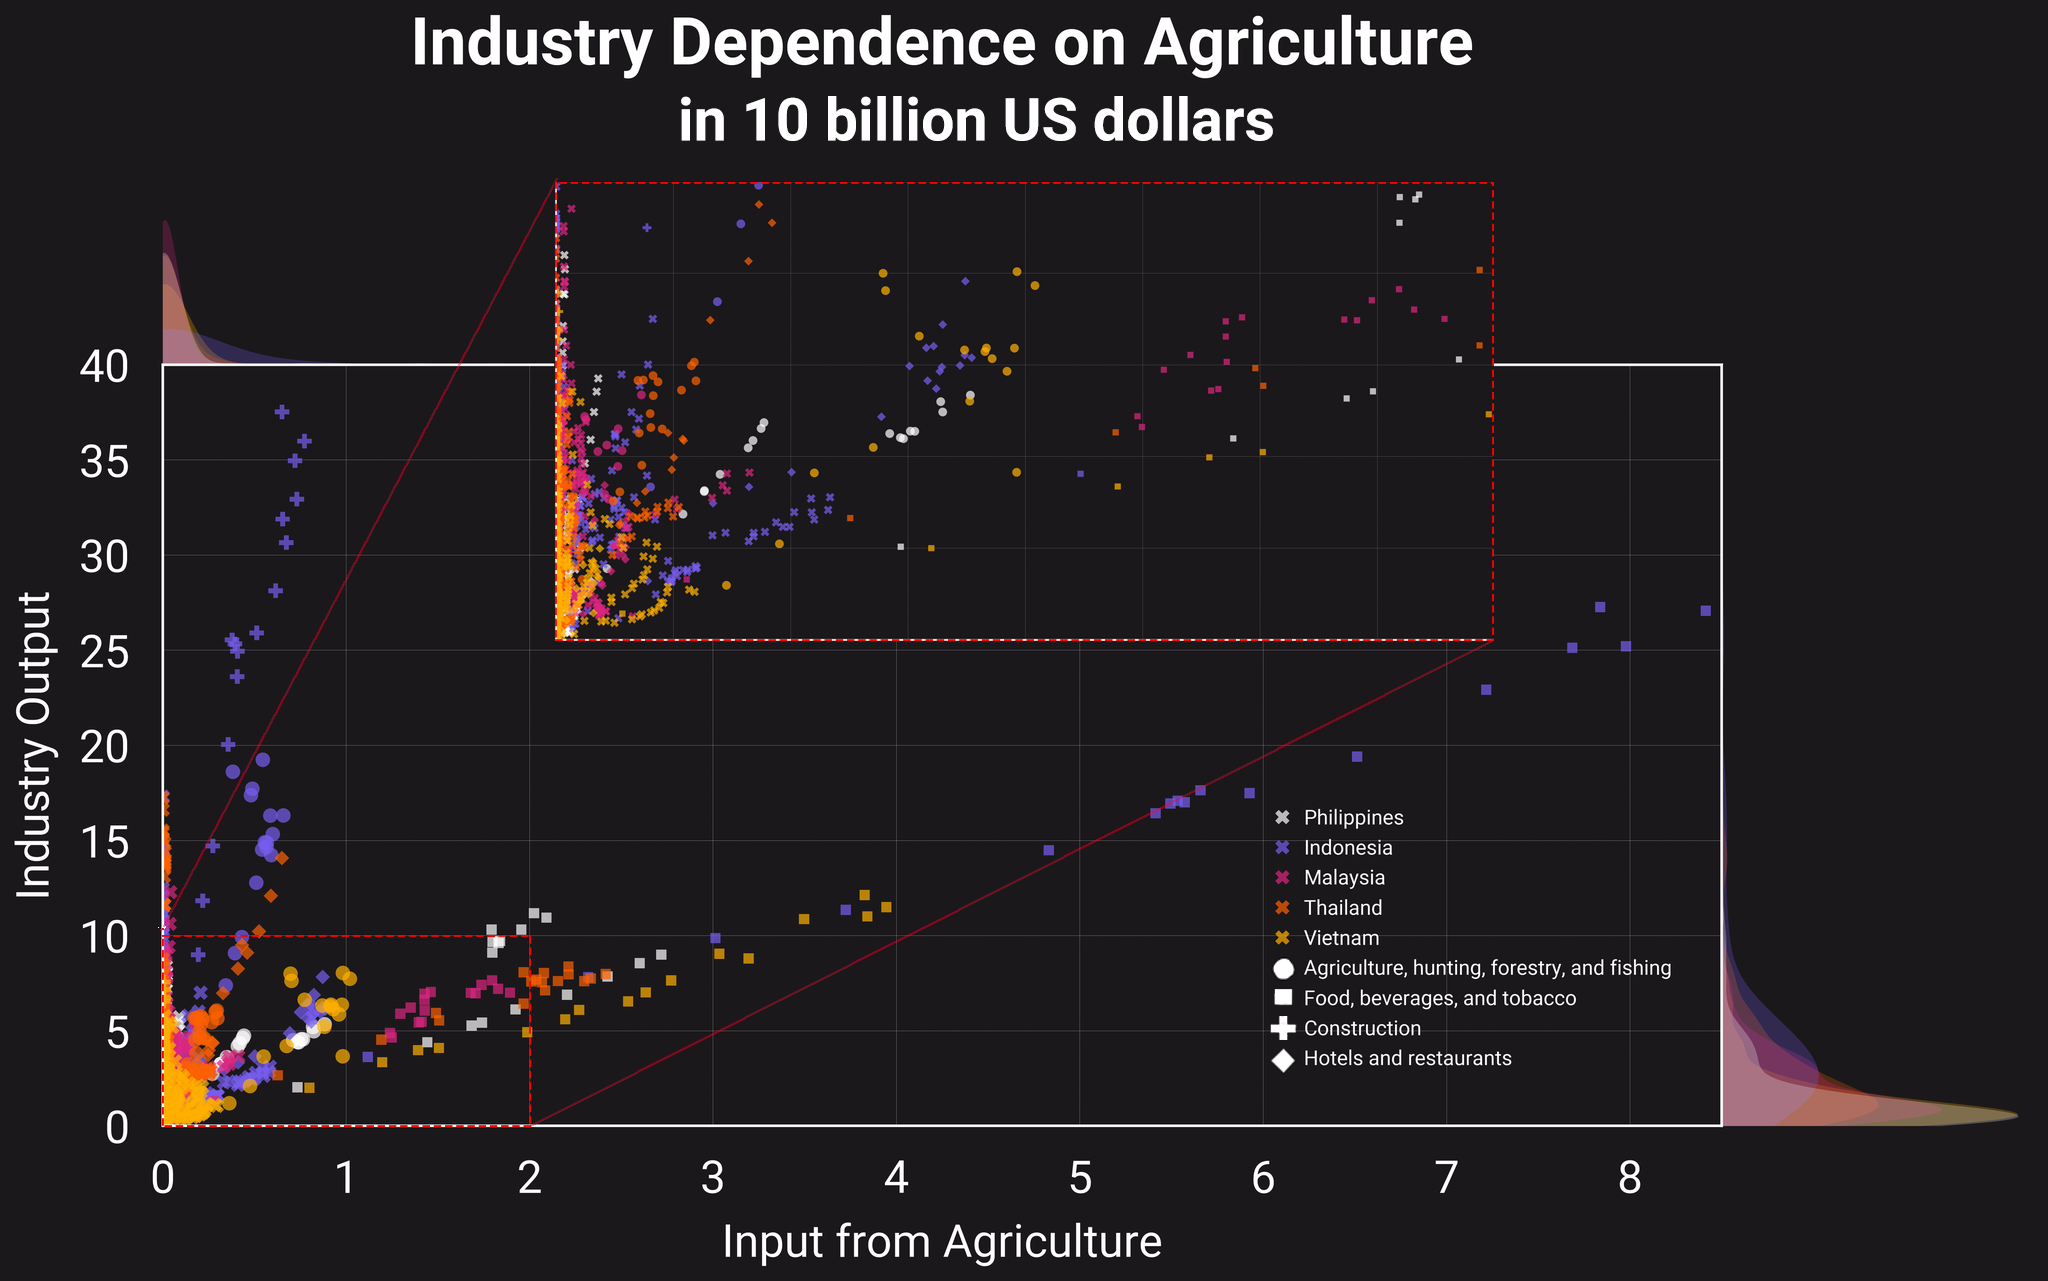 Industry Dependence on Agriculture
in 10 billion US dollars
Industry Output
40
35
30
25
20
15
10
5
0
Philippines
Indonesia
Malaysia
Thailand
Vietnam
Agriculture, hunting, forestry, and fishing
Food, beverages, and tobacco
Construction
Hotels and restaurants
0 1 2 3 4 5 6 7 8
Input from Agriculture